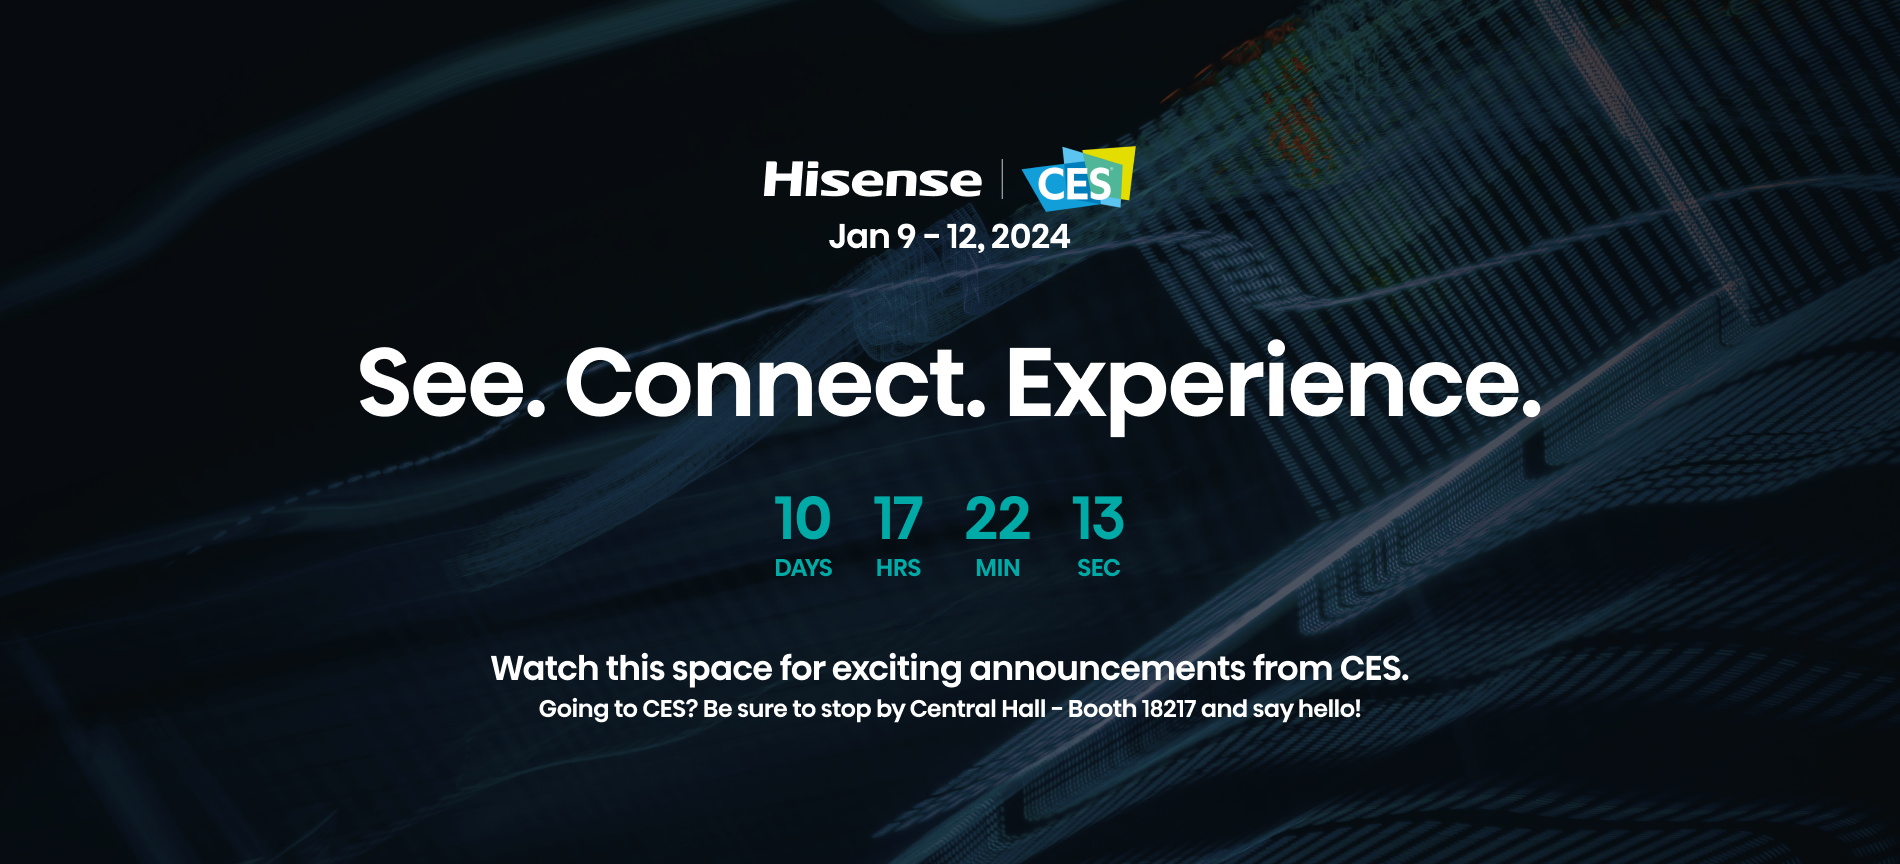 Hisense | CES
Jan 9 - 12, 2024
See. Connect. Experience.
10 17 22 13
DAYS HRS MIN SEC
Watch this space for exciting announcements from CES.
Going to CES? Be sure to stop by Central Hall - Booth 18217 and say hello!